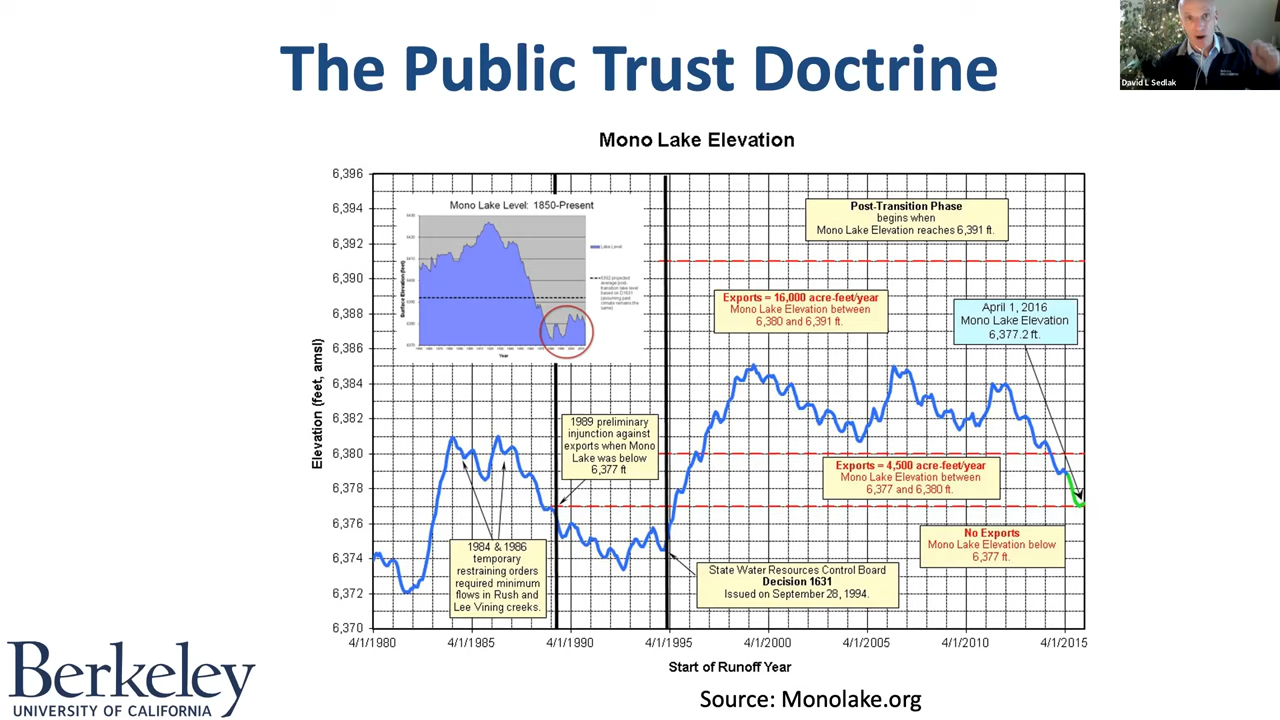 The Public Trust Doctrine
David L Sedlak
Mono Lake Elevation
Elevation (feet, amsl)
6,396
6,394
6,392
6,390
6,388
6,386
6,384
6,382
6,380
6,378
6,376
6,374
6,372
6,370
Mono Lake Level: 1850-Present
Surface Elevation (feet)
Lake Level
Year
Post-Transition Phase
begins when
Mono Lake Elevation reaches 6,391 ft.
Exports = 16,000 acre-feet/year
Mono Lake Elevation between
6,380 and 6,391 ft.
April 1, 2016
Mono Lake Elevation
6,377.2 ft.
1989 preliminary
injunction against
exports when Mono
Lake was below
6,377 ft
Exports = 4,500 acre-feet/year
Mono Lake Elevation between
6,377 and 6,380 ft.
No Exports
Mono Lake Elevation below
6,377 ft.
1984 & 1986
temporary
restraining orders
required minimum
flows in Rush and
Lee Vining creeks.
State Water Resources Control Board
Decision 1631
Issued on September 28, 1994.
4/1/1980
4/1/1985
4/1/1990
4/1/1995
4/1/2000
4/1/2005
4/1/2010
4/1/2015
Start of Runoff Year
Source: Monolake.org
Berkeley
UNIVERSITY OF CALIFORNIA